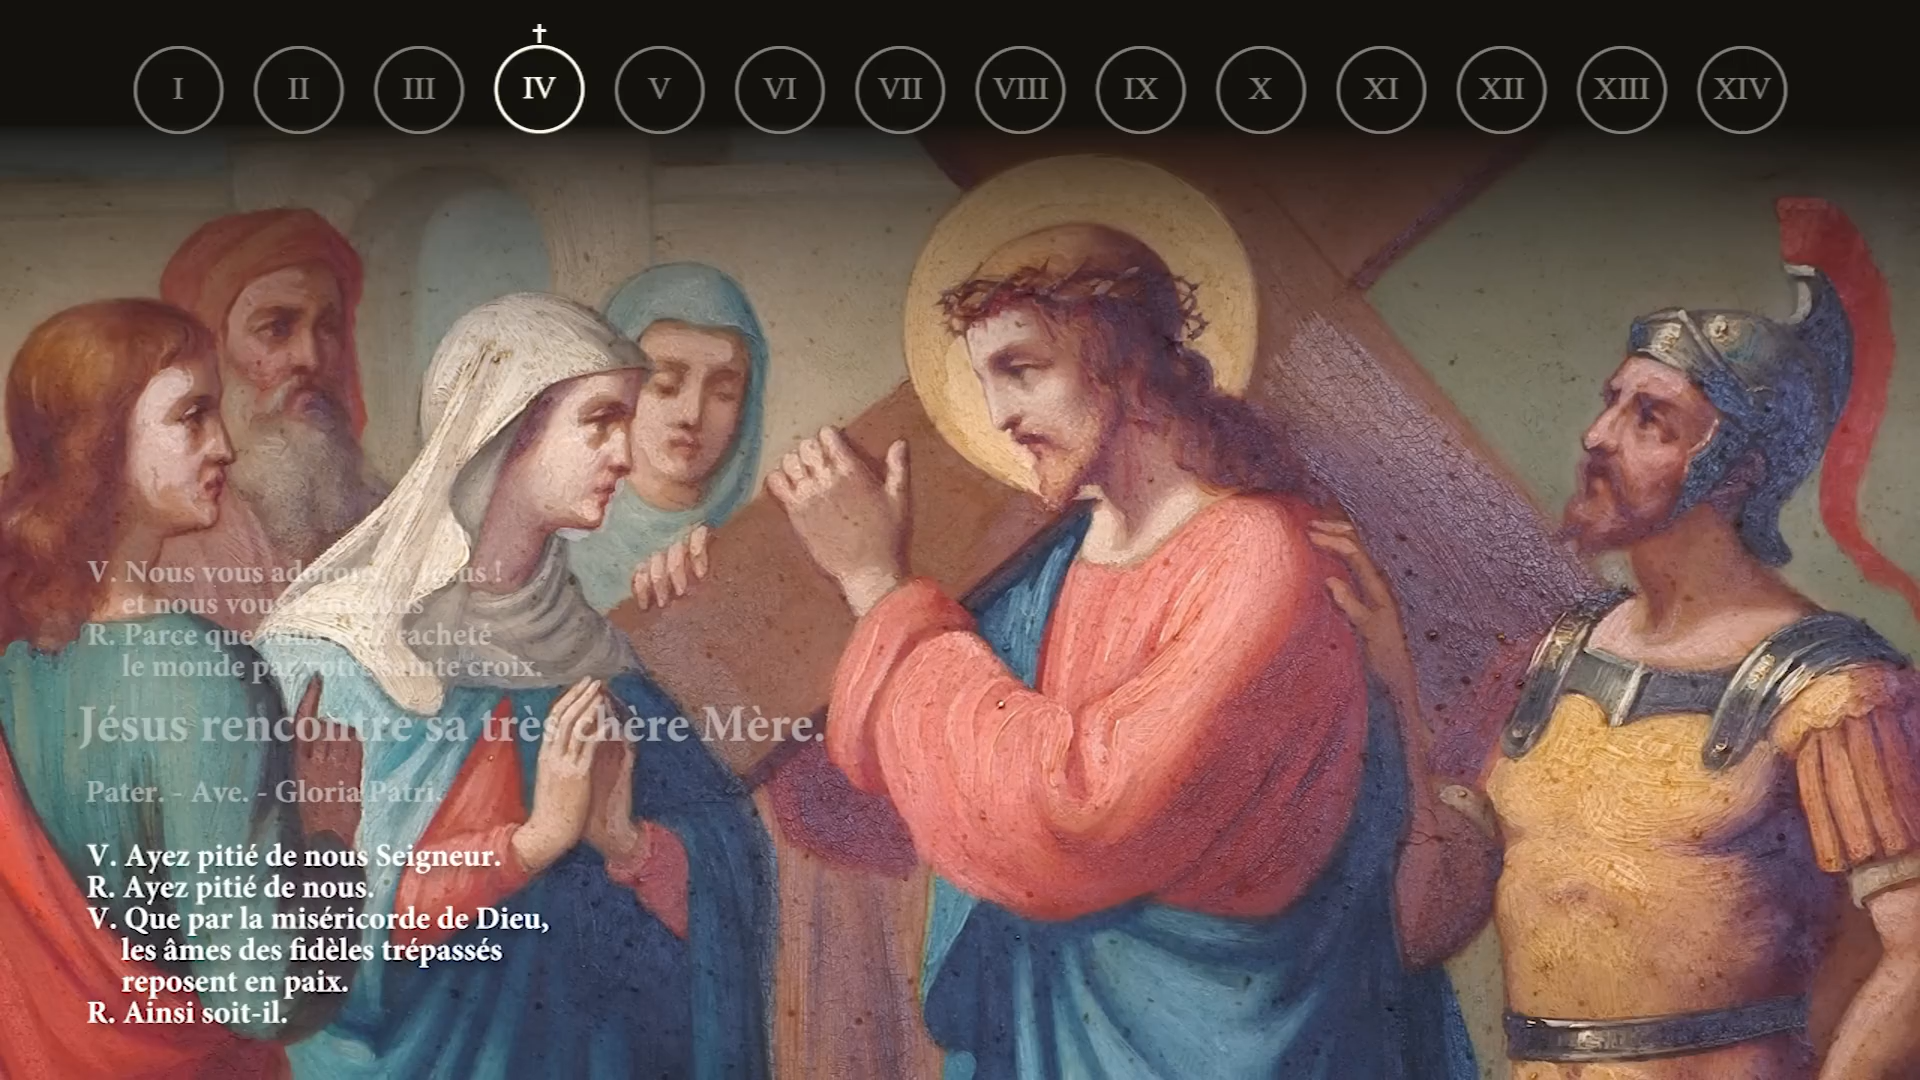 †
I II III IV V VI VII VIII IX X XI XII XIII XIV
V. Nous vous adorons, ô Jésus !
et nous vous bénissons
R. Parce que vous avez racheté
le monde par votre sainte croix.
Jésus rencontre sa très chère Mère.
Pater. - Ave. - Gloria Patri.
V. Ayez pitié de nous Seigneur.
R. Ayez pitié de nous.
V. Que par la miséricorde de Dieu,
les âmes des fidèles trépassés
reposent en paix.
R. Ainsi soit-il.